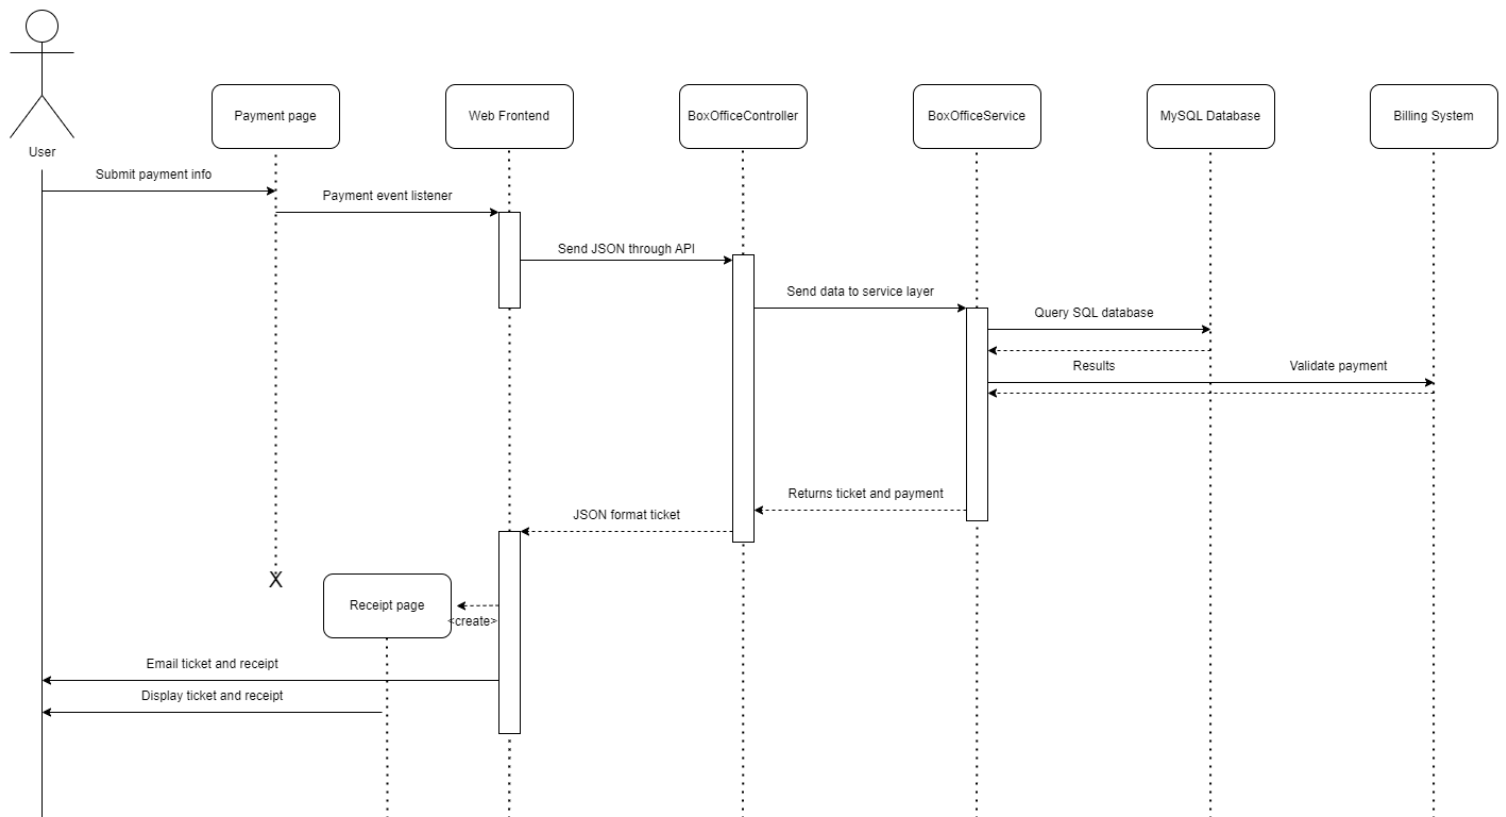 Payment page
Web Frontend
BoxOfficeController
BoxOfficeService
MySQL Database
Billing System
User
Submit payment info
Payment event listener
Send JSON through API
Send data to service layer
Query SQL database
Results
Validate payment
Returns ticket and payment
JSON format ticket
X
Receipt page
<create>
Email ticket and receipt
Display ticket and receipt